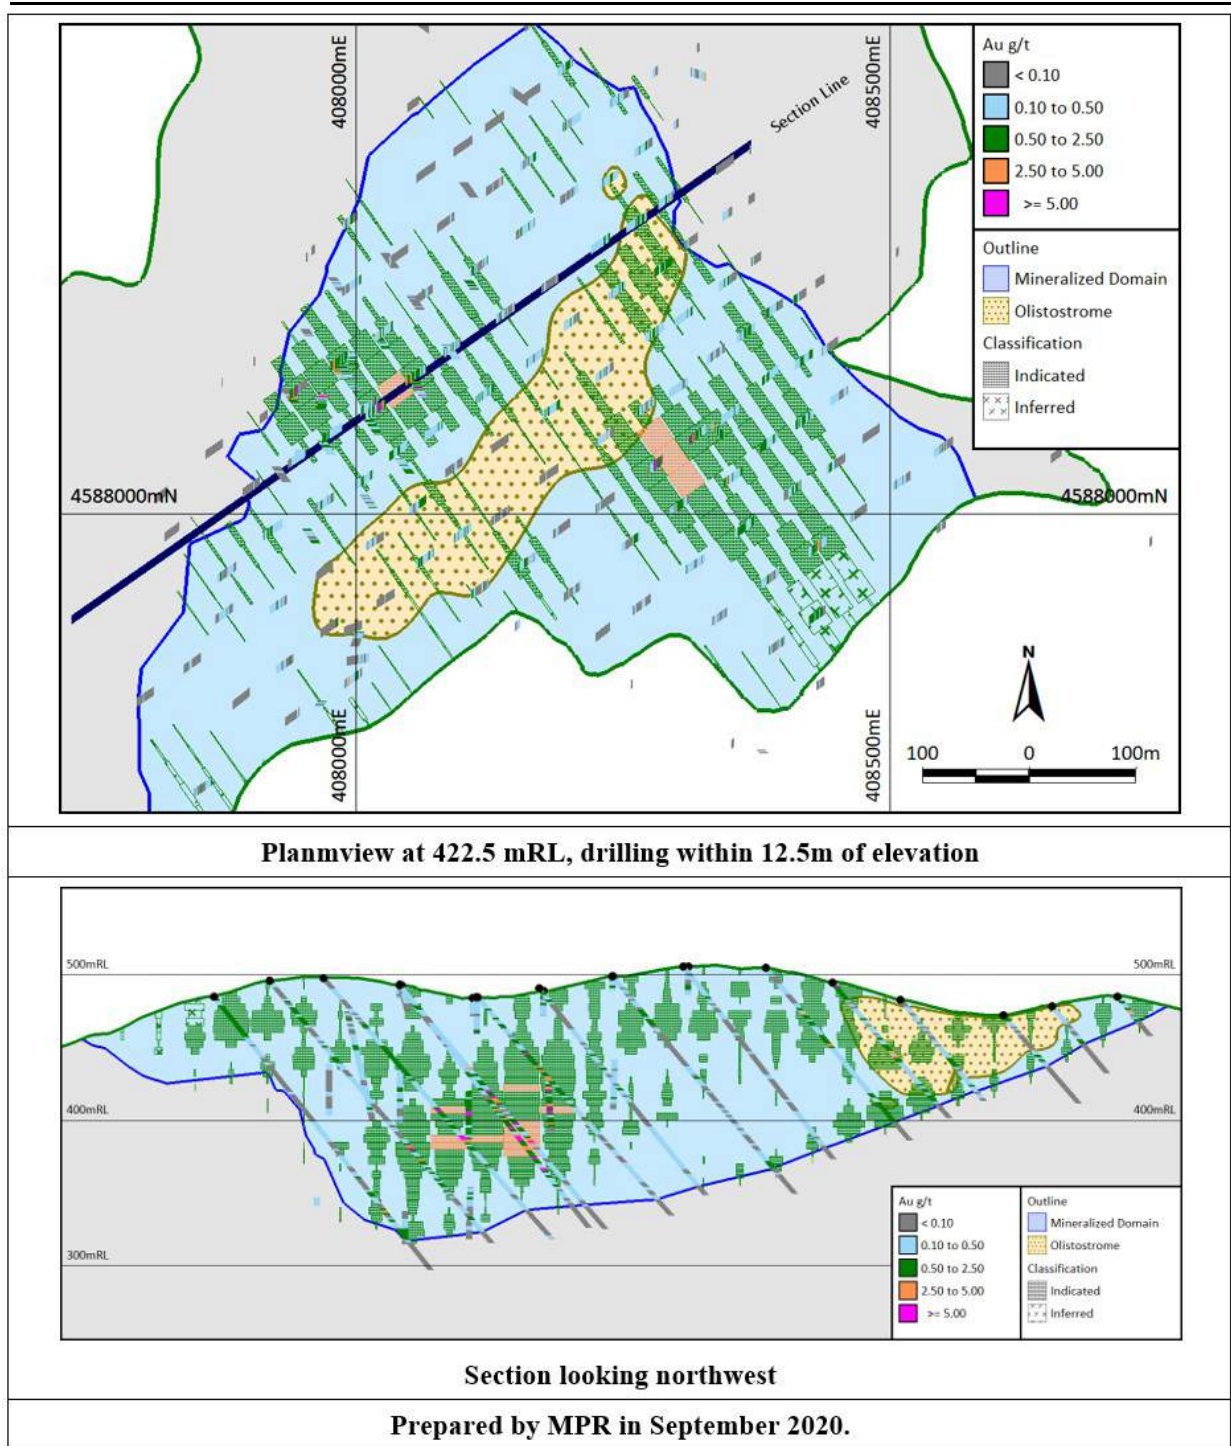 408000mE
408500mE
Section Line
Au g/t
< 0.10
0.10 to 0.50
0.50 to 2.50
2.50 to 5.00
>= 5.00
Outline
Mineralized Domain
Olistostrome
Classification
Indicated
Inferred
4588000mN
4588000mN
N
408000mE
408500mE
100
0
100m
Planmview at 422.5 mRL, drilling within 12.5m of elevation
500mRL
500mRL
400mRL
400mRL
300mRL
Au g/t
< 0.10
0.10 to 0.50
0.50 to 2.50
2.50 to 5.00
>= 5.00
Outline
Mineralized Domain
Olistostrome
Classification
Indicated
Inferred
Section looking northwest
Prepared by MPR in September 2020.